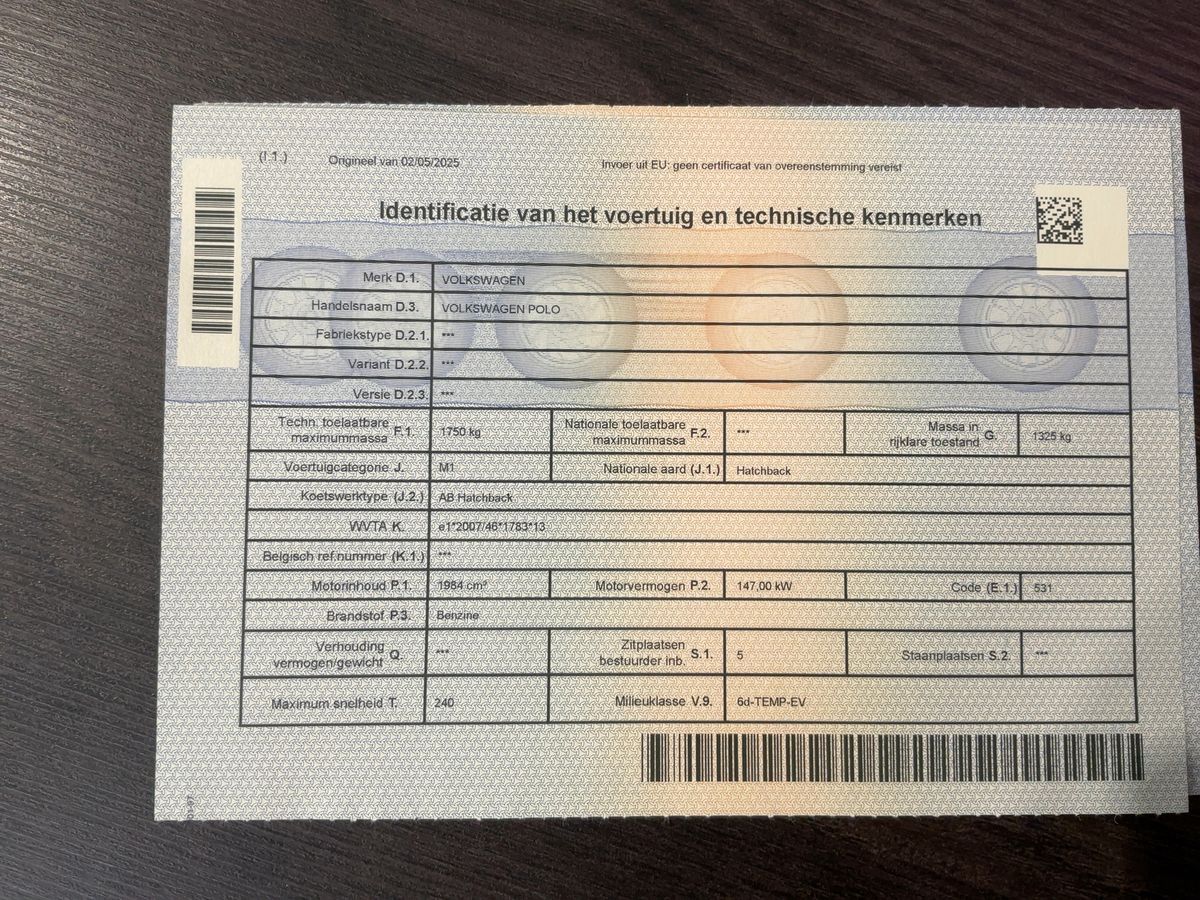 (I.1.) Origineel van 02/05/2025 Invoer uit EU: geen certificaat van overeenstemming vereist
Identificatie van het voertuig en technische kenmerken
Merk D.1. VOLKSWAGEN
Handelsnaam D.3. VOLKSWAGEN POLO
Fabriekstype D.2.1. ***
Variant D.2.2. ***
Versie D.2.3. ***
Techn. toelaatbare maximummassa F.1. 1750 kg Nationale toelaatbare maximummassa F.2. *** Massa in rijklare toestand G. 1325 kg
Voertuigcategorie J. M1 Nationale aard (J.1.) Hatchback
Koetswerktype (J.2.) AB Hatchback
WVTA K. e1*2007/46*1783*13
Belgisch ref.nummer (K.1.) ***
Motorinhoud P.1. 1984 cm³ Motorvermogen P.2. 147,00 kW Code (E.1.) 531
Brandstof P.3. Benzine
Verhouding vermogen/gewicht Q. *** Zitplaatsen bestuurder inb. S.1. 5 Staanplaatsen S.2. ***
Maximum snelheid T. 240 Milieuklasse V.9. 6d-TEMP-EV